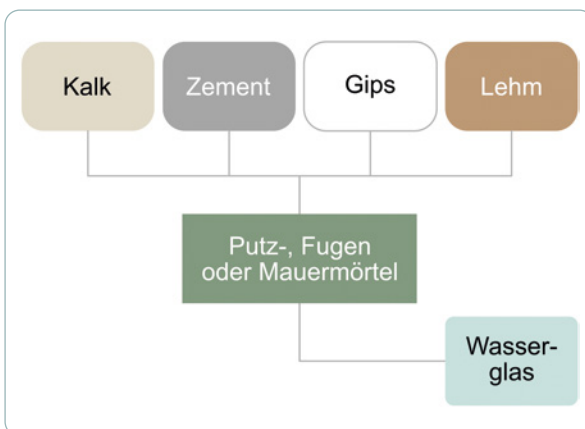 Kalk
Zement
Gips
Lehm
Putz-, Fugen
oder Mauermörtel
Wasser-
glas